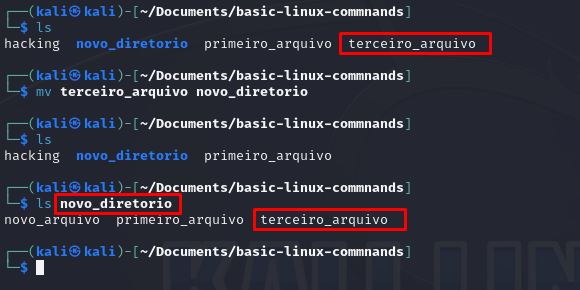 ┌──(kali㉿kali)-[~/Documents/basic-linux-commnands]
└─$ ls
hacking  novo_diretorio  primeiro_arquivo  terceiro_arquivo
┌──(kali㉿kali)-[~/Documents/basic-linux-commnands]
└─$ mv terceiro_arquivo novo_diretorio
┌──(kali㉿kali)-[~/Documents/basic-linux-commnands]
└─$ ls
hacking  novo_diretorio  primeiro_arquivo
┌──(kali㉿kali)-[~/Documents/basic-linux-commnands]
└─$ ls novo_diretorio
novo_arquivo  primeiro_arquivo  terceiro_arquivo
┌──(kali㉿kali)-[~/Documents/basic-linux-commnands]
└─$